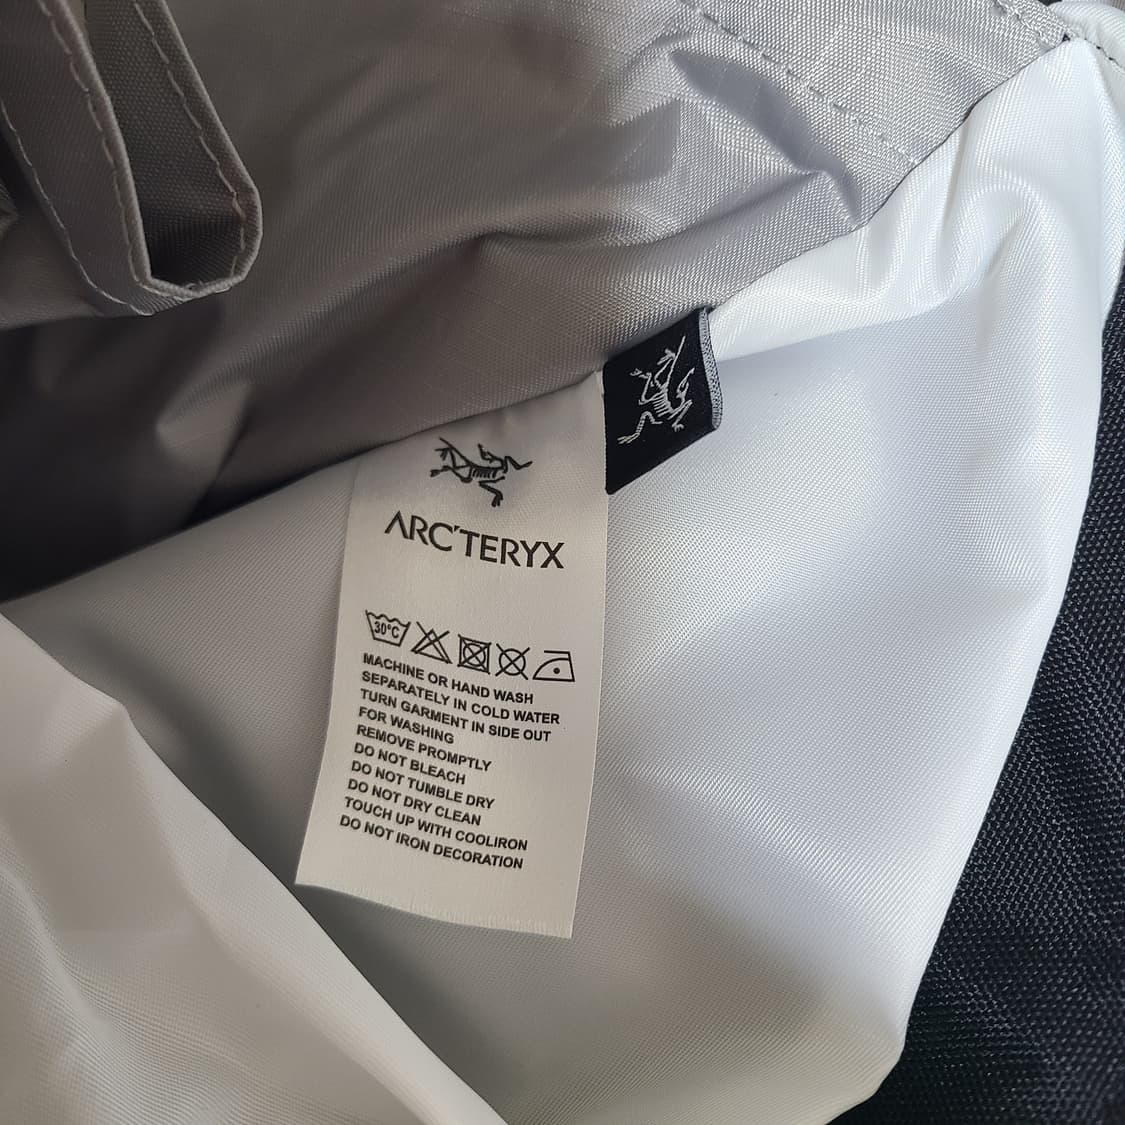 ARC'TERYX
30°C
MACHINE OR HAND WASH
SEPARATELY IN COLD WATER
TURN GARMENT IN SIDE OUT
FOR WASHING
REMOVE PROMPTLY
DO NOT BLEACH
DO NOT TUMBLE DRY
DO NOT DRY CLEAN
TOUCH UP WITH COOLIRON
DO NOT IRON DECORATION